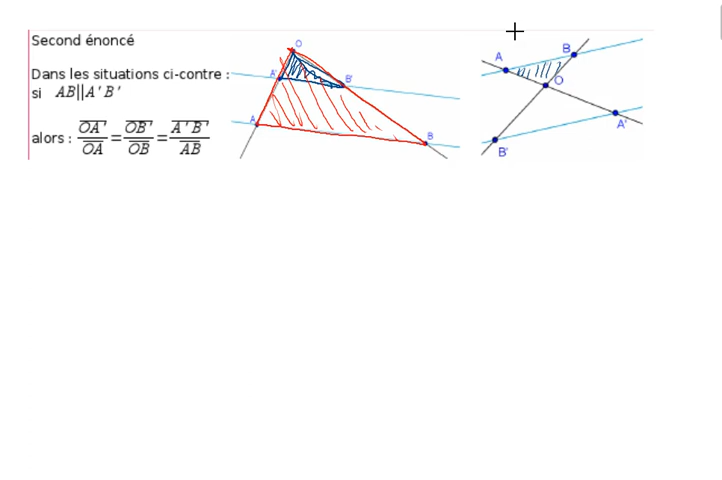 Second énoncé
Dans les situations ci-contre :
si AB||A'B'
alors : OA'/OA = OB'/OB = A'B'/AB
O
A'
B'
A
B
A
B
O
A'
B'